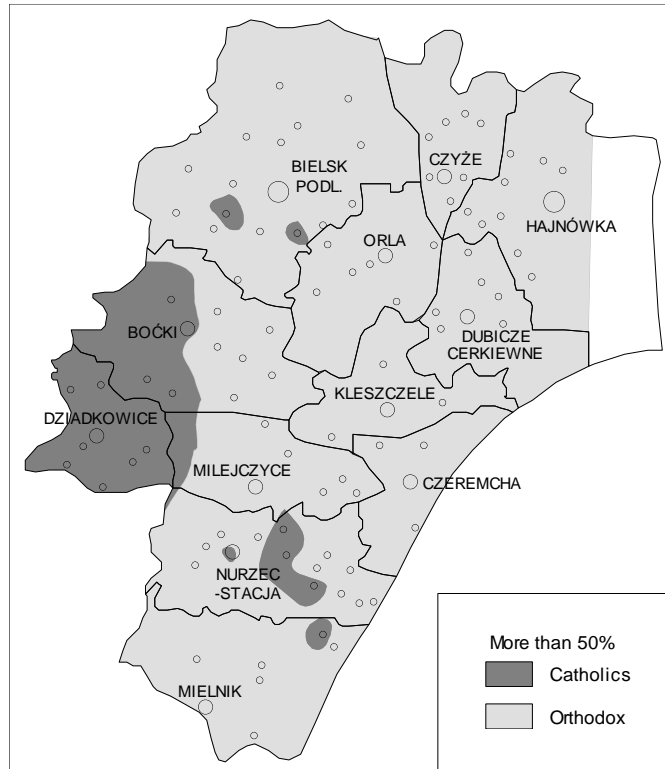 BIELSK
PODL.
CZYŻE
HAJNÓWKA
ORLA
BOĆKI
DUBICZE
CERKIEWNE
KLESZCZELE
DZIADKOWICE
MILEJCZYCE
CZEREMCHA
NURZEC
-STACJA
MIELNIK
More than 50%
Catholics
Orthodox